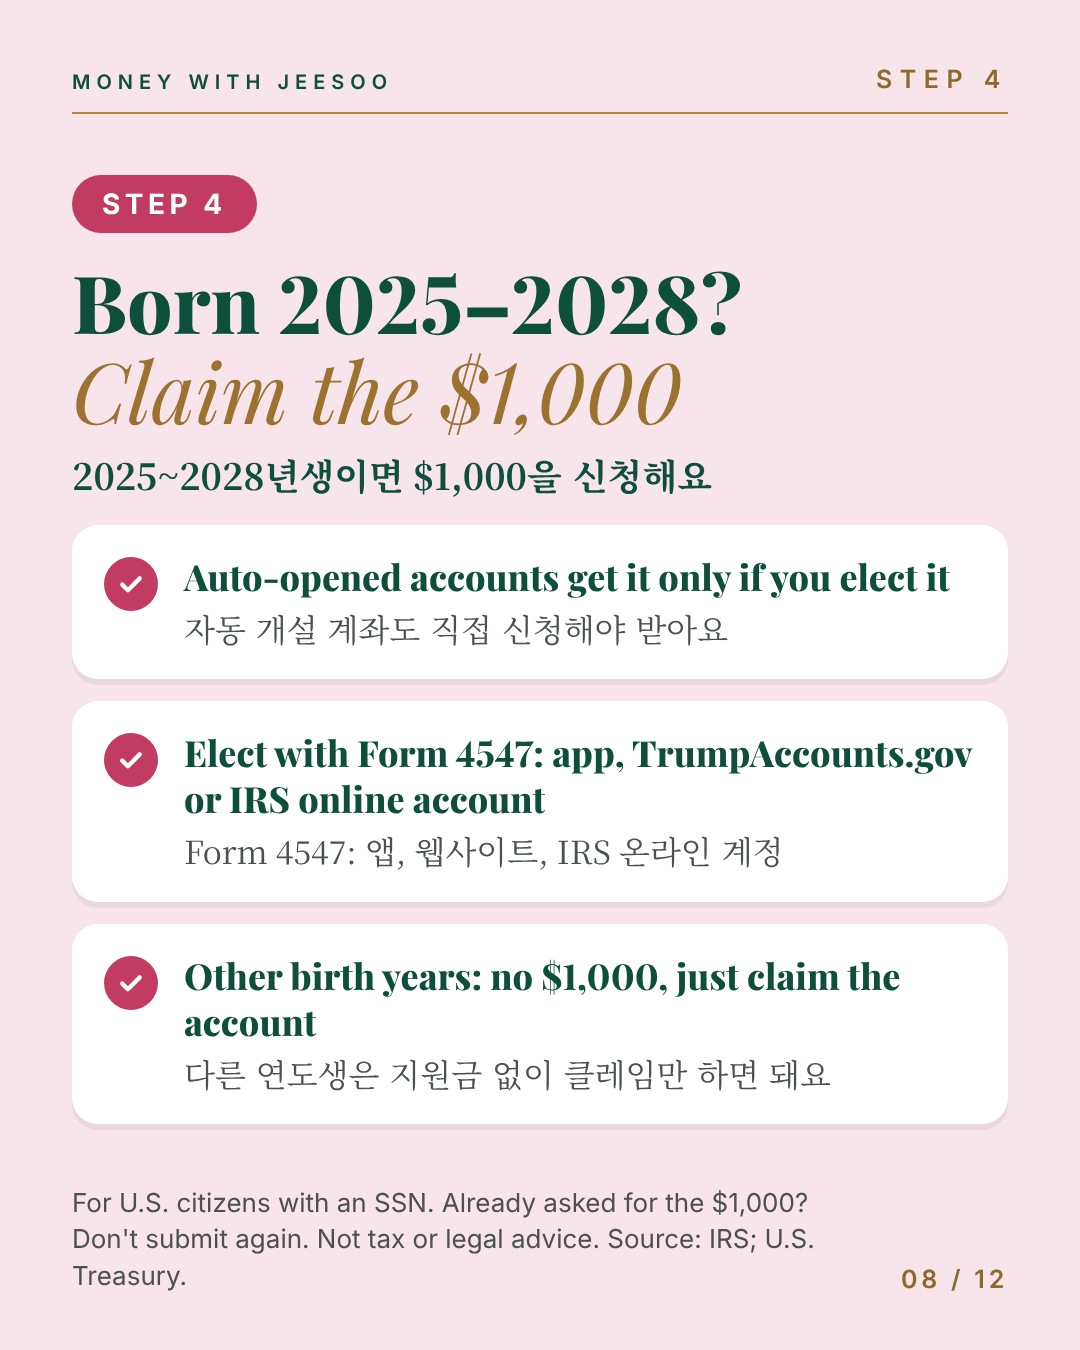 MONEY WITH JEESOO
STEP 4
STEP 4
Born 2025–2028?
Claim the $1,000
2025~2028년생이면 $1,000을 신청해요
Auto-opened accounts get it only if you elect it
자동 개설 계좌도 직접 신청해야 받아요
Elect with Form 4547: app, TrumpAccounts.gov
or IRS online account
Form 4547: 앱, 웹사이트, IRS 온라인 계정
Other birth years: no $1,000, just claim the
account
다른 연도생은 지원금 없이 클레임만 하면 돼요
For U.S. citizens with an SSN. Already asked for the $1,000?
Don't submit again. Not tax or legal advice. Source: IRS; U.S.
Treasury.
08 / 12